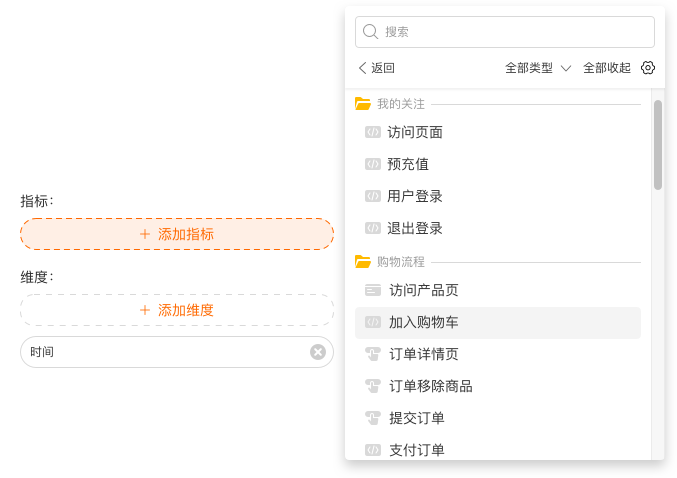 指标：
+ 添加指标
维度：
+ 添加维度
时间
搜索
返回 全部类型 全部收起
我的关注
访问页面
预充值
用户登录
退出登录
购物流程
访问产品页
加入购物车
订单详情页
订单移除商品
提交订单
支付订单